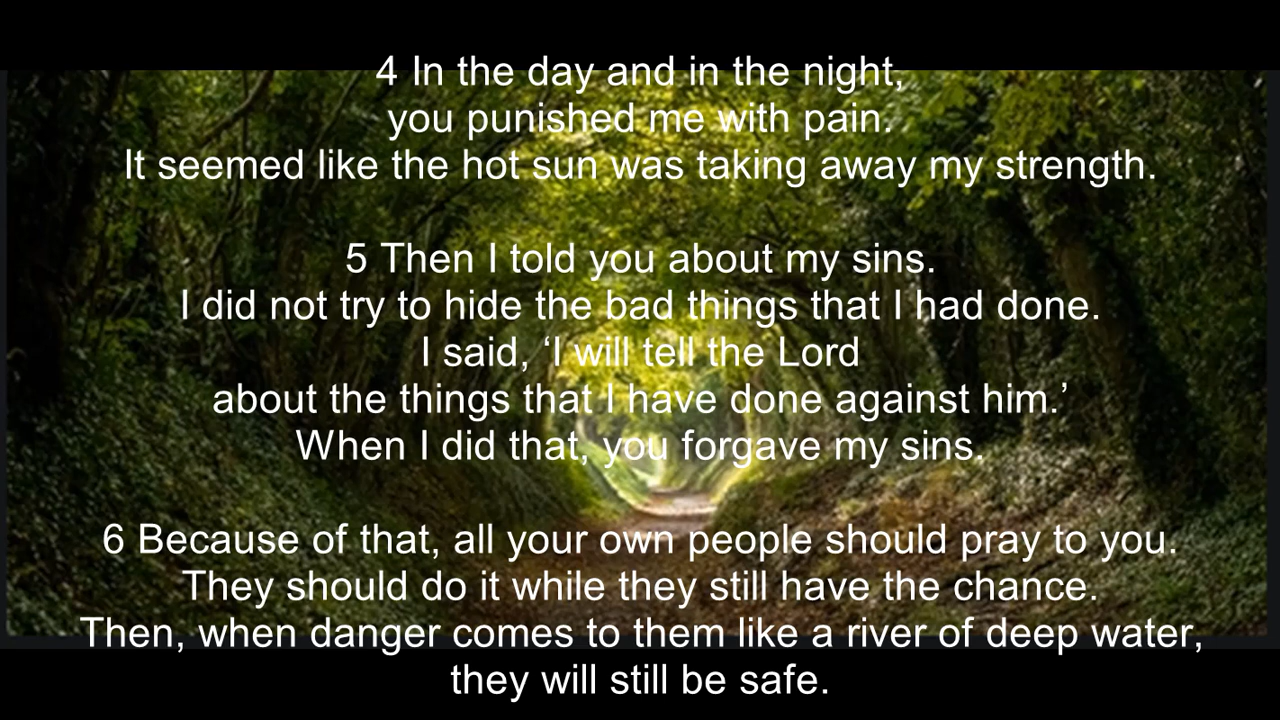 4 In the day and in the night,
you punished me with pain.
It seemed like the hot sun was taking away my strength.
5 Then I told you about my sins.
I did not try to hide the bad things that I had done.
I said, ‘I will tell the Lord
about the things that I have done against him.’
When I did that, you forgave my sins.
6 Because of that, all your own people should pray to you.
They should do it while they still have the chance.
Then, when danger comes to them like a river of deep water,
they will still be safe.